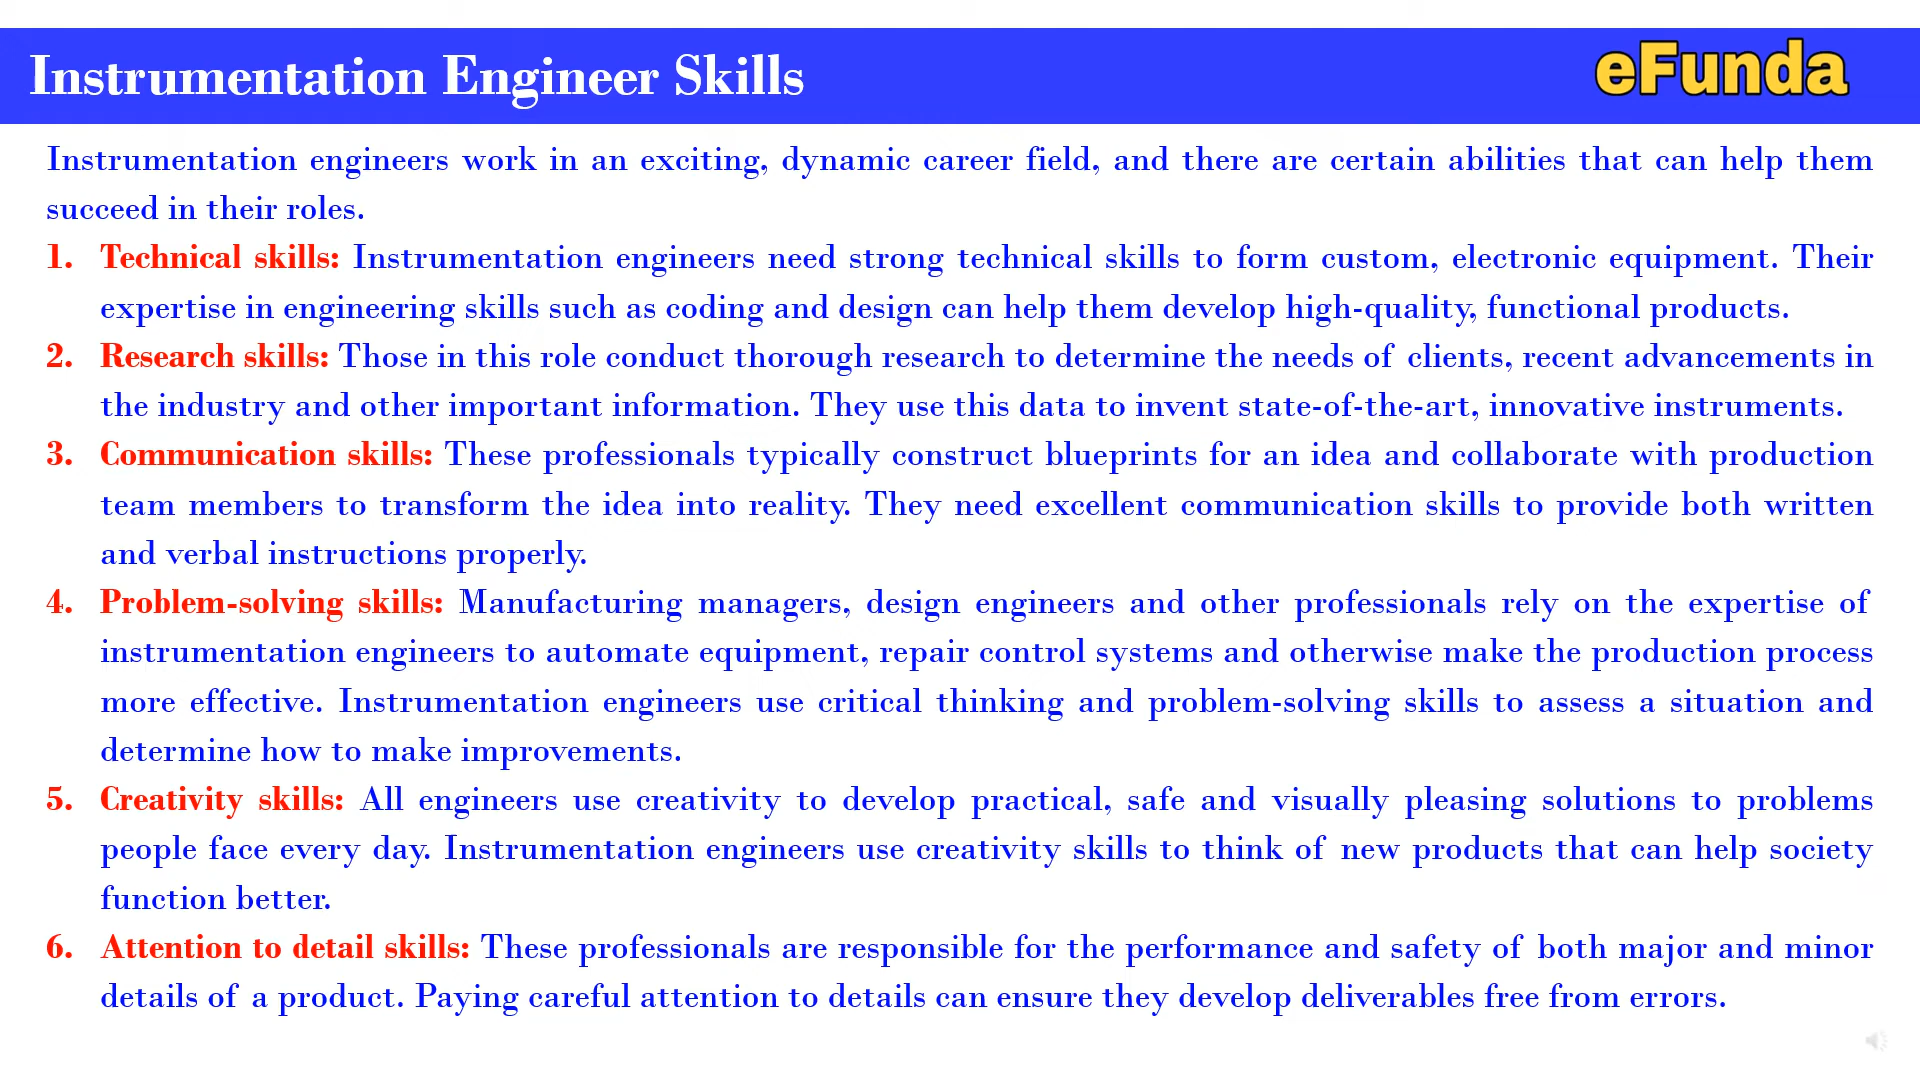 Instrumentation Engineer Skills
eFunda
Instrumentation engineers work in an exciting, dynamic career field, and there are certain abilities that can help them
succeed in their roles.
1. Technical skills: Instrumentation engineers need strong technical skills to form custom, electronic equipment. Their
expertise in engineering skills such as coding and design can help them develop high-quality, functional products.
2. Research skills: Those in this role conduct thorough research to determine the needs of clients, recent advancements in
the industry and other important information. They use this data to invent state-of-the-art, innovative instruments.
3. Communication skills: These professionals typically construct blueprints for an idea and collaborate with production
team members to transform the idea into reality. They need excellent communication skills to provide both written
and verbal instructions properly.
4. Problem-solving skills: Manufacturing managers, design engineers and other professionals rely on the expertise of
instrumentation engineers to automate equipment, repair control systems and otherwise make the production process
more effective. Instrumentation engineers use critical thinking and problem-solving skills to assess a situation and
determine how to make improvements.
5. Creativity skills: All engineers use creativity to develop practical, safe and visually pleasing solutions to problems
people face every day. Instrumentation engineers use creativity skills to think of new products that can help society
function better.
6. Attention to detail skills: These professionals are responsible for the performance and safety of both major and minor
details of a product. Paying careful attention to details can ensure they develop deliverables free from errors.